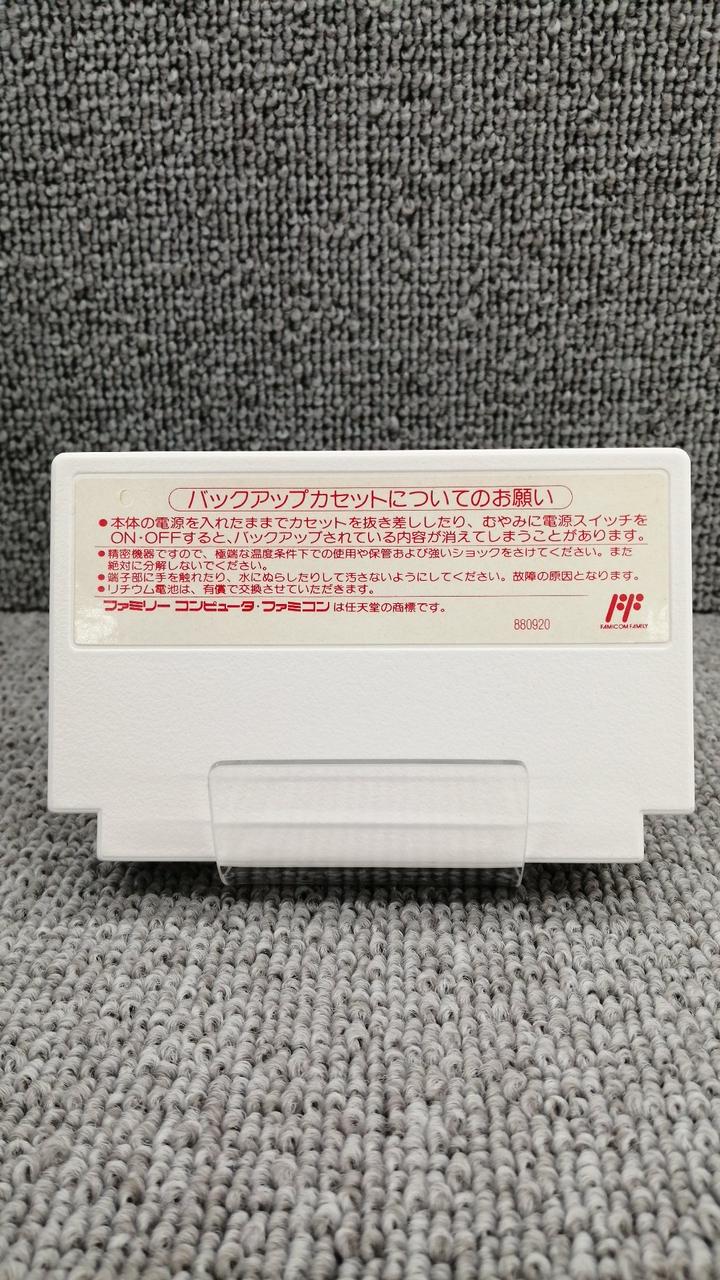 バックアップカセットについてのお願い
●本体の電源を入れたままでカセットを抜き差ししたり、むやみに電源スイッチを
ON・OFFすると、バックアップされている内容が消えてしまうことがあります。
●精密機器ですので、極端な温度条件下での使用や保管および強いショックをさけてください。また
絶対に分解しないでください。
●端子部に手を触れたり、水にぬらしたりして汚さないようにしてください。故障の原因となります。
●リチウム電池は、有償で交換させていただきます。
ファミリー コンピュータ・ファミコン は任天堂の商標です。
880920
FAMICOM FAMILY